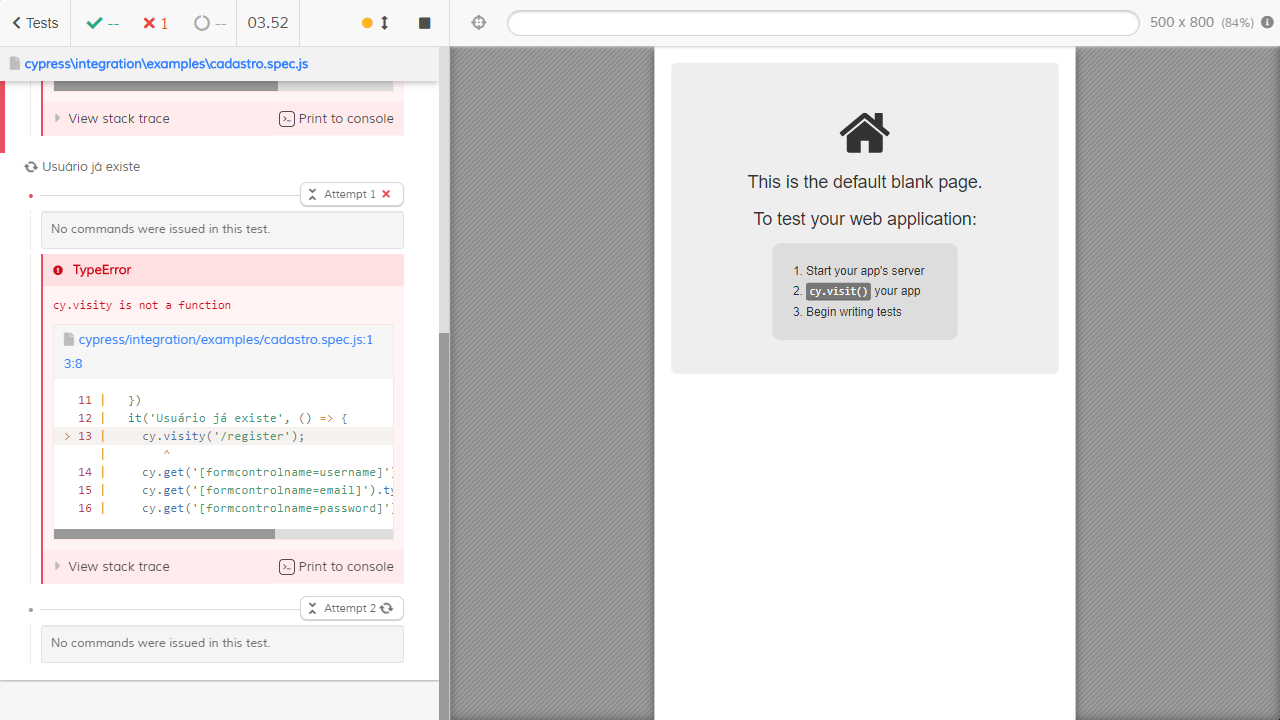 Tests -- 1 -- 03.52 500 x 800 (84%)
cypress\integration\examples\cadastro.spec.js
View stack trace Print to console
Usuário já existe
Attempt 1
No commands were issued in this test.
TypeError
cy.visity is not a function
cypress/integration/examples/cadastro.spec.js:1
3:8
11 | })
12 | it('Usuário já existe', () => {
> 13 | cy.visity('/register');
| ^
14 | cy.get('[formcontrolname=username]'
15 | cy.get('[formcontrolname=email]').ty
16 | cy.get('[formcontrolname=password]'
View stack trace Print to console
Attempt 2
No commands were issued in this test.
This is the default blank page.
To test your web application:
1. Start your app's server
2. cy.visit() your app
3. Begin writing tests